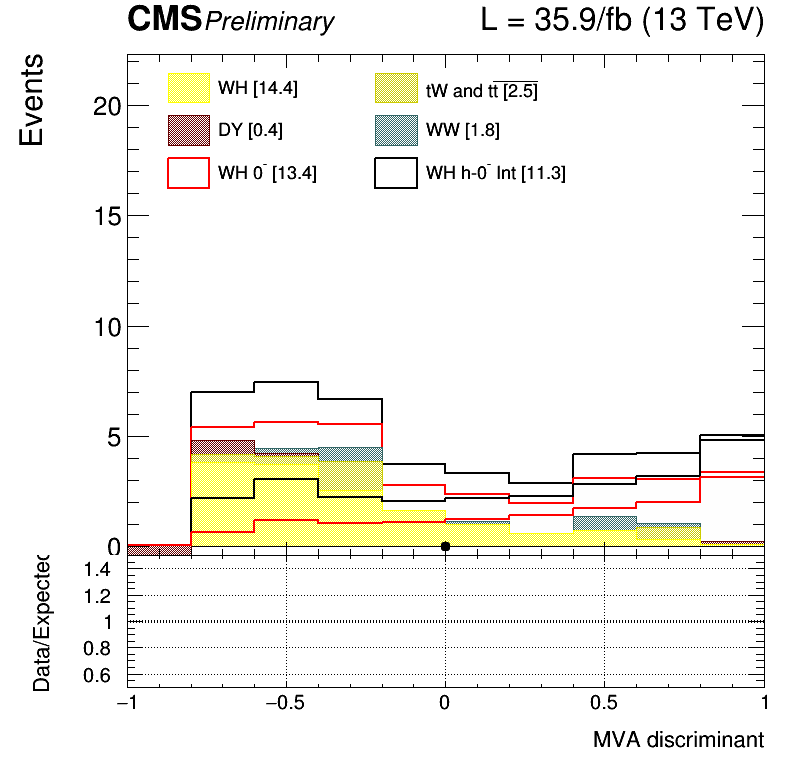 CMS Preliminary L = 35.9/fb (13 TeV)
Events
WH [14.4] tW and tt [2.5]
DY [0.4] WW [1.8]
WH 0⁻ [13.4] WH h-0⁻ Int [11.3]
20
15
10
5
0
Data/Expected
1.4
1.2
1
0.8
0.6
−1 −0.5 0 0.5 1
MVA discriminant